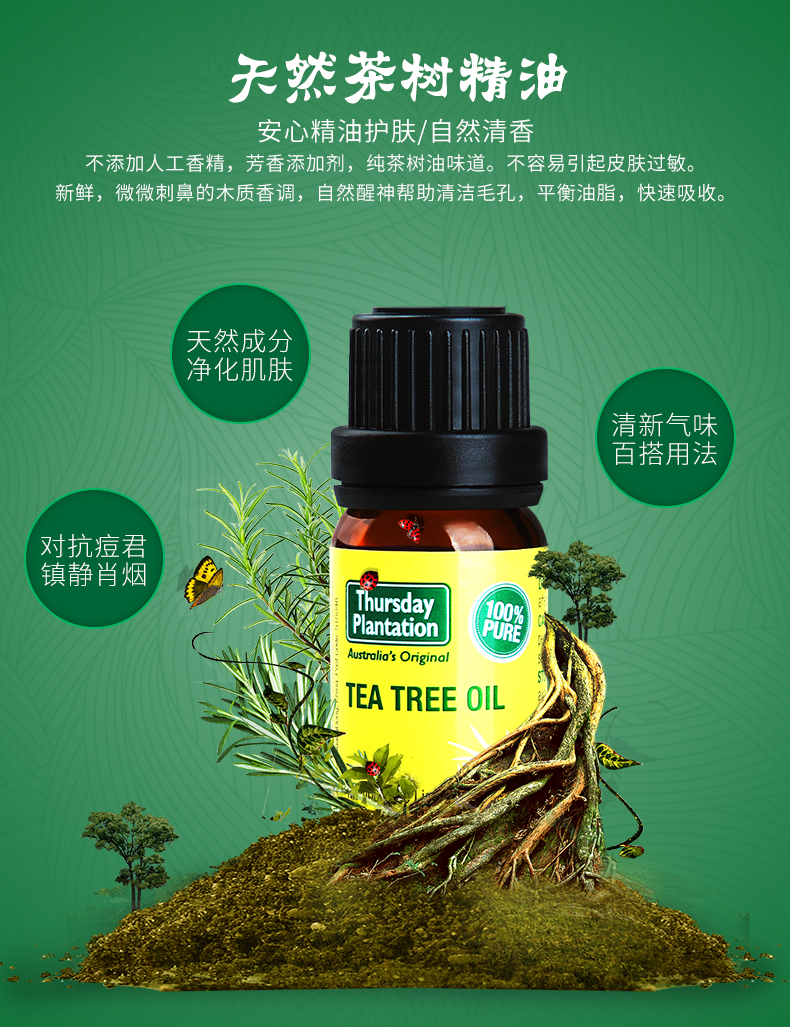 天然茶树精油
安心精油护肤/自然清香
不添加人工香精，芳香添加剂，纯茶树油味道。不容易引起皮肤过敏。
新鲜，微微刺鼻的木质香调，自然醒神帮助清洁毛孔，平衡油脂，快速吸收。
天然成分
净化肌肤
清新气味
百搭用法
对抗痘君
镇静肖烟
Thursday
Plantation
Australia's Original
100%
PURE
TEA TREE OIL